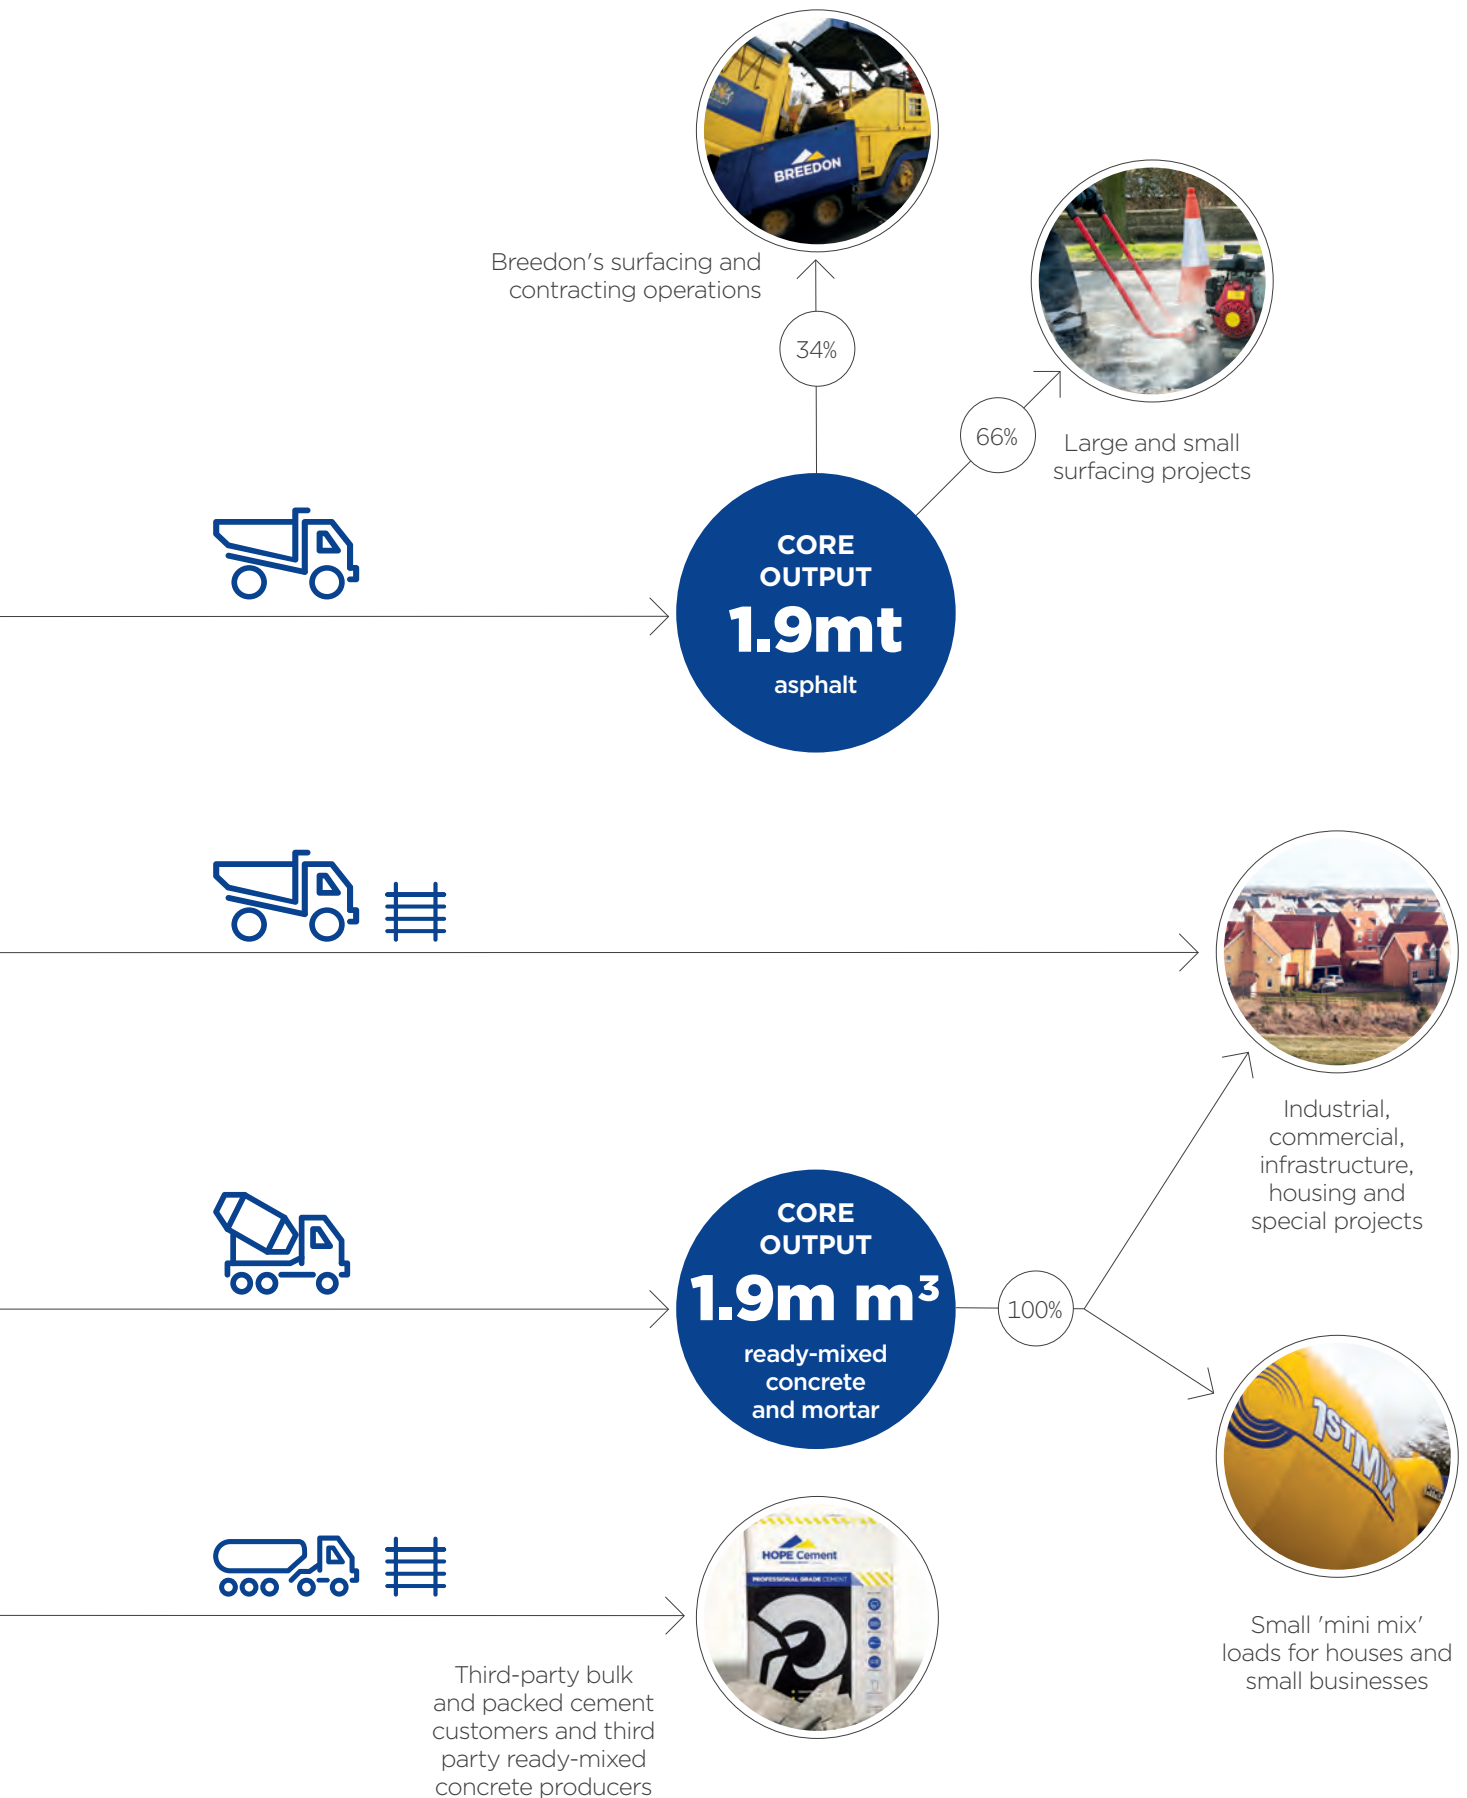 BREEDON
Breedon's surfacing and
contracting operations
34%
66%
Large and small
surfacing projects
CORE
OUTPUT
1.9mt
asphalt
Industrial,
commercial,
infrastructure,
housing and
special projects
CORE
OUTPUT
1.9m m³
ready-mixed
concrete
and mortar
100%
1STMIX
HOPE Cement
PROFESSIONAL GRADE CEMENT
Small 'mini mix'
loads for houses and
small businesses
Third-party bulk
and packed cement
customers and third
party ready-mixed
concrete producers